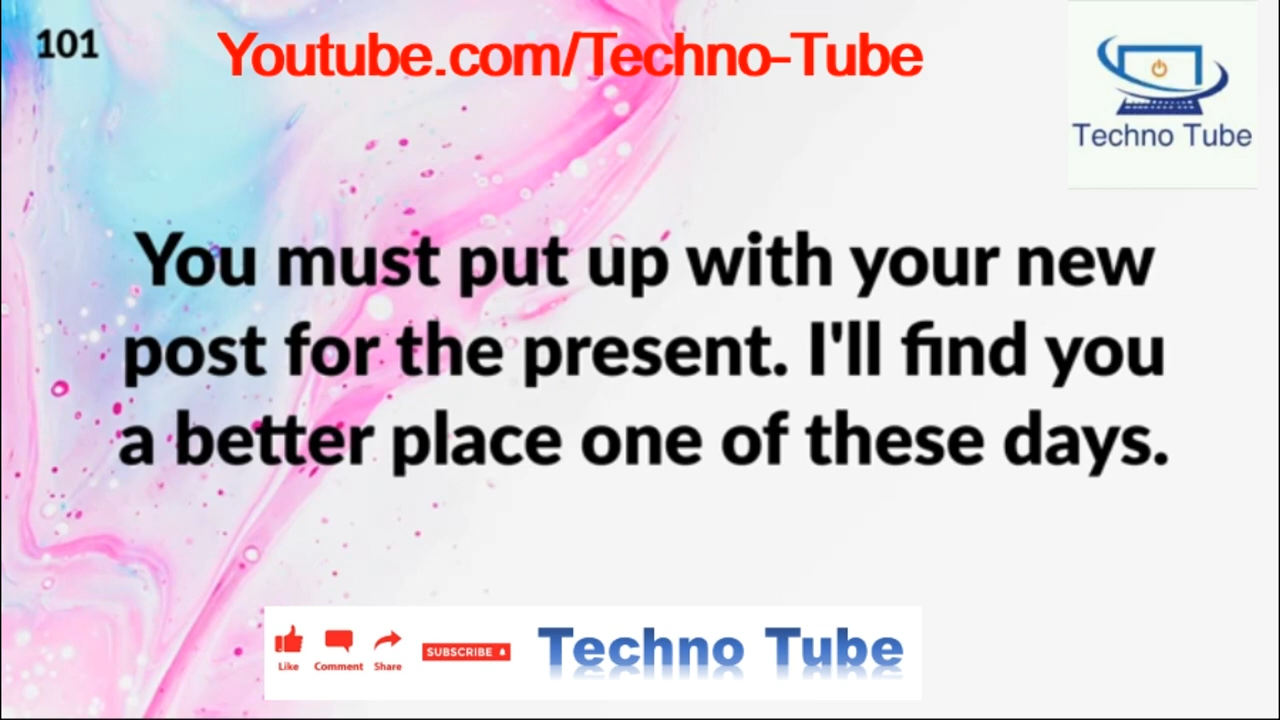 101
Youtube.com/Techno-Tube
Techno Tube
You must put up with your new
post for the present. I'll find you
a better place one of these days.
Like Comment Share SUBSCRIBE Techno Tube